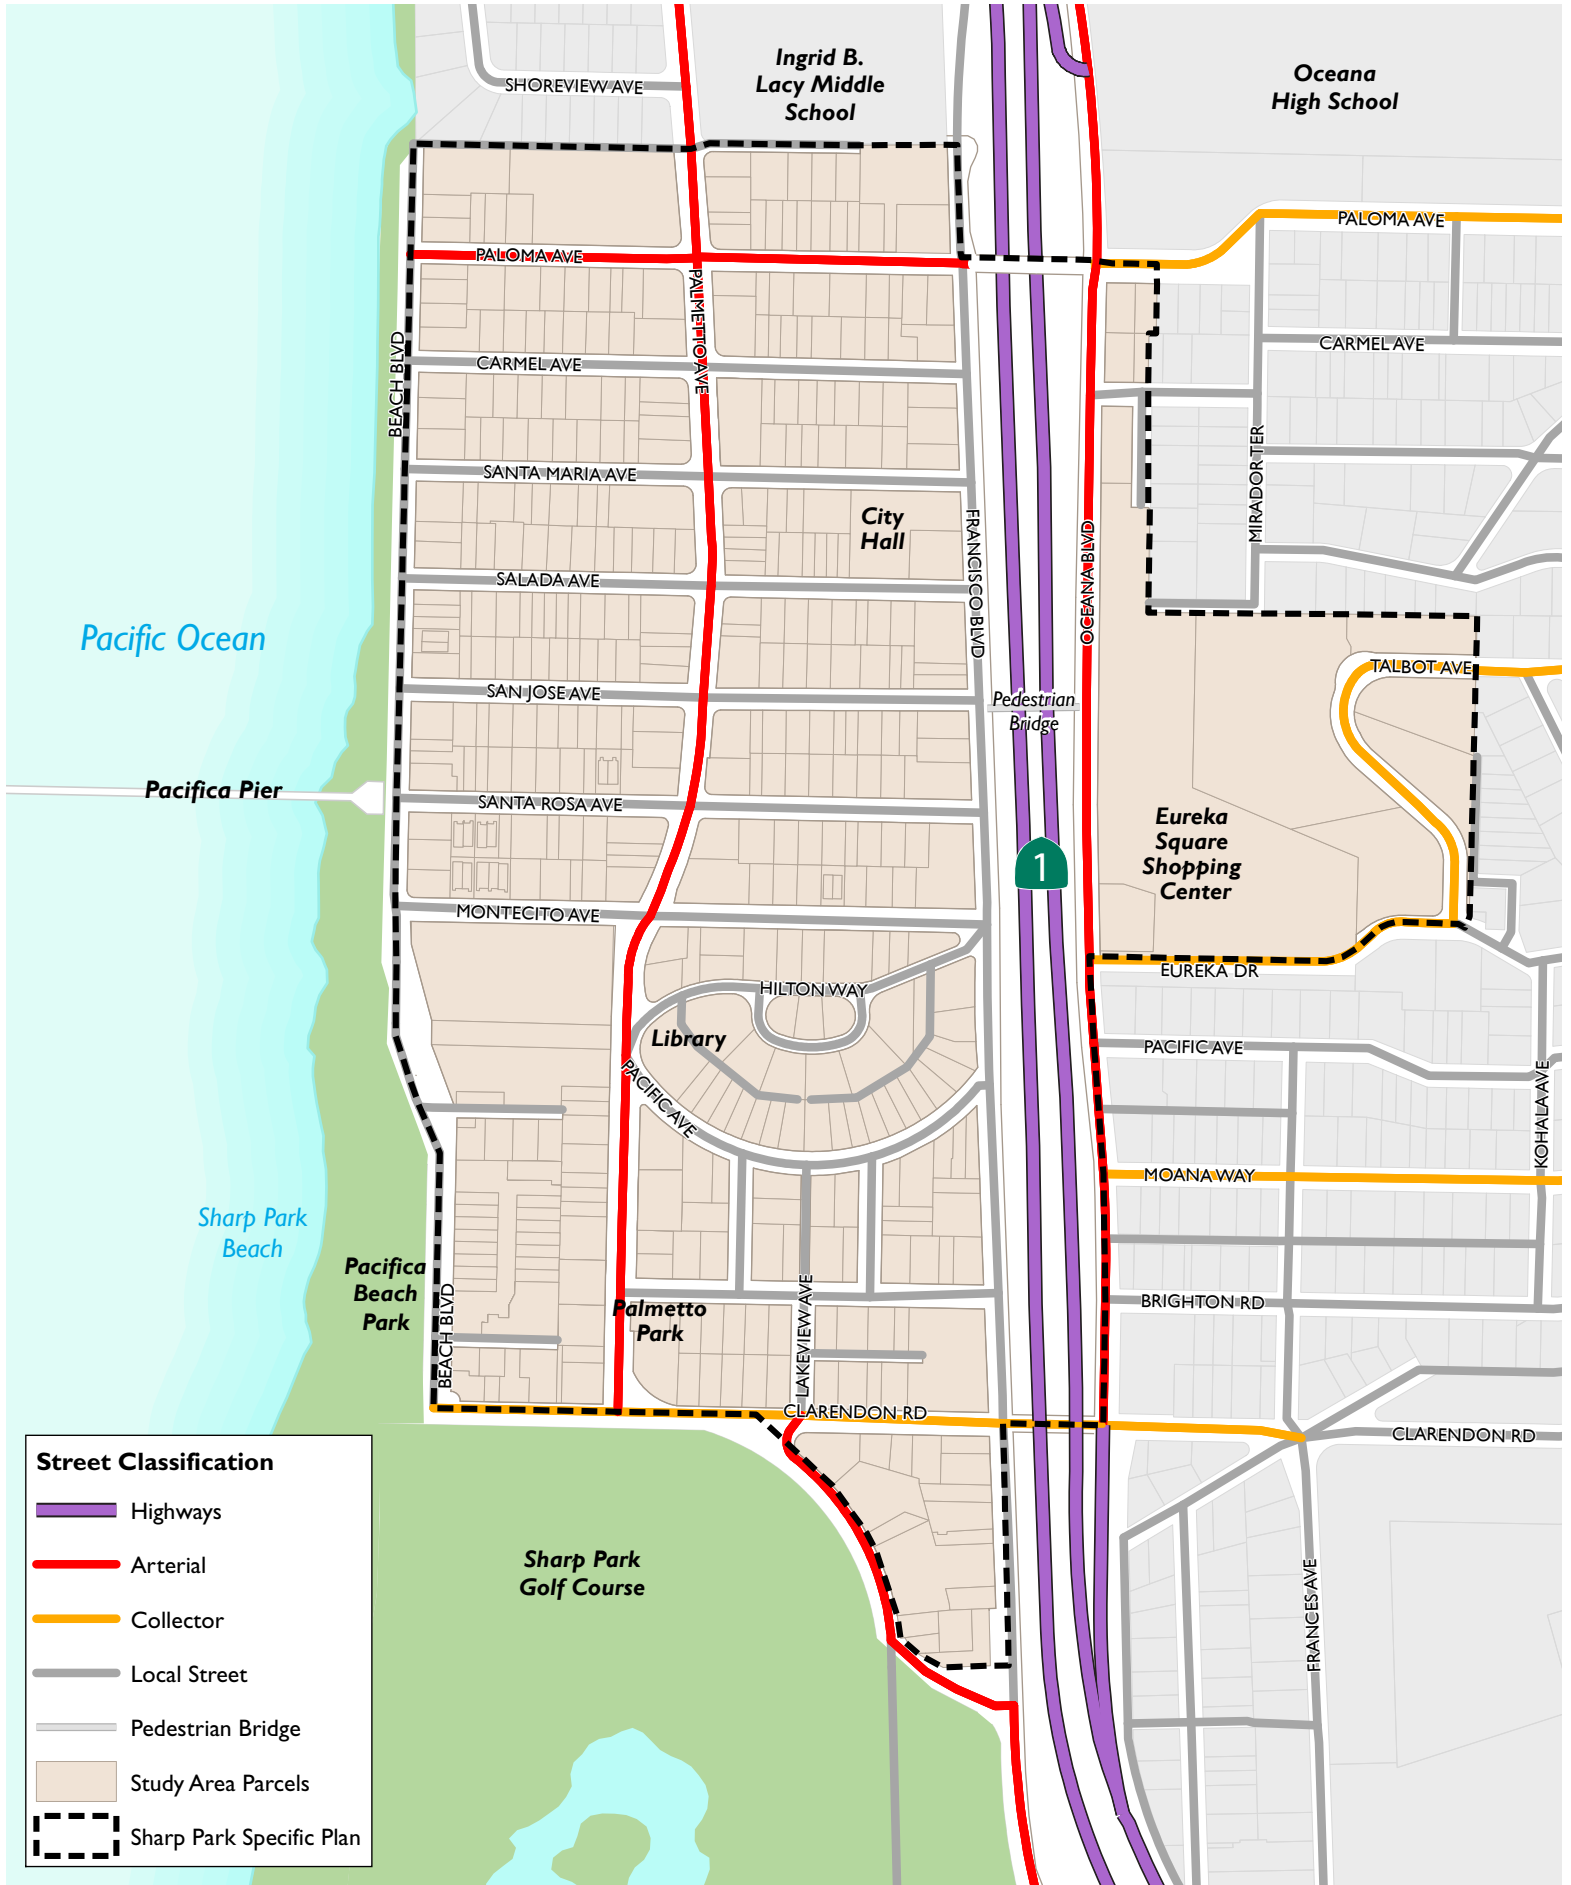 Ingrid B.
Lacy Middle
School
Oceana
High School
SHOREVIEW AVE
PALOMA AVE
PALOMA AVE
PALMETTO AVE
BEACH BLVD
CARMEL AVE
CARMEL AVE
SANTA MARIA AVE
MIRADOR TER
City
Hall
FRANCISCO BLVD
OCEANA BLVD
SALADA AVE
Pacific Ocean
TALBOT AVE
SAN JOSE AVE
Pedestrian
Bridge
Pacifica Pier
SANTA ROSA AVE
Eureka
Square
Shopping
Center
1
MONTECITO AVE
EUREKA DR
HILTON WAY
Library
PACIFIC AVE
PACIFIC AVE
KOHALA AVE
MOANA WAY
Sharp Park
Beach
Pacifica
Beach
Park
BEACH BLVD
Palmetto
Park
LAKEVIEW AVE
BRIGHTON RD
CLARENDON RD
CLARENDON RD
Sharp Park
Golf Course
FRANCES AVE
Street Classification
Highways
Arterial
Collector
Local Street
Pedestrian Bridge
Study Area Parcels
Sharp Park Specific Plan